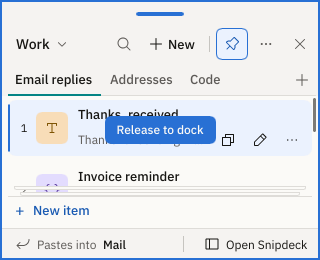 Work
New
Email replies Addresses Code
1 T Thanks, received
Release to dock
Invoice reminder
+ New item
Pastes into Mail Open Snipdeck